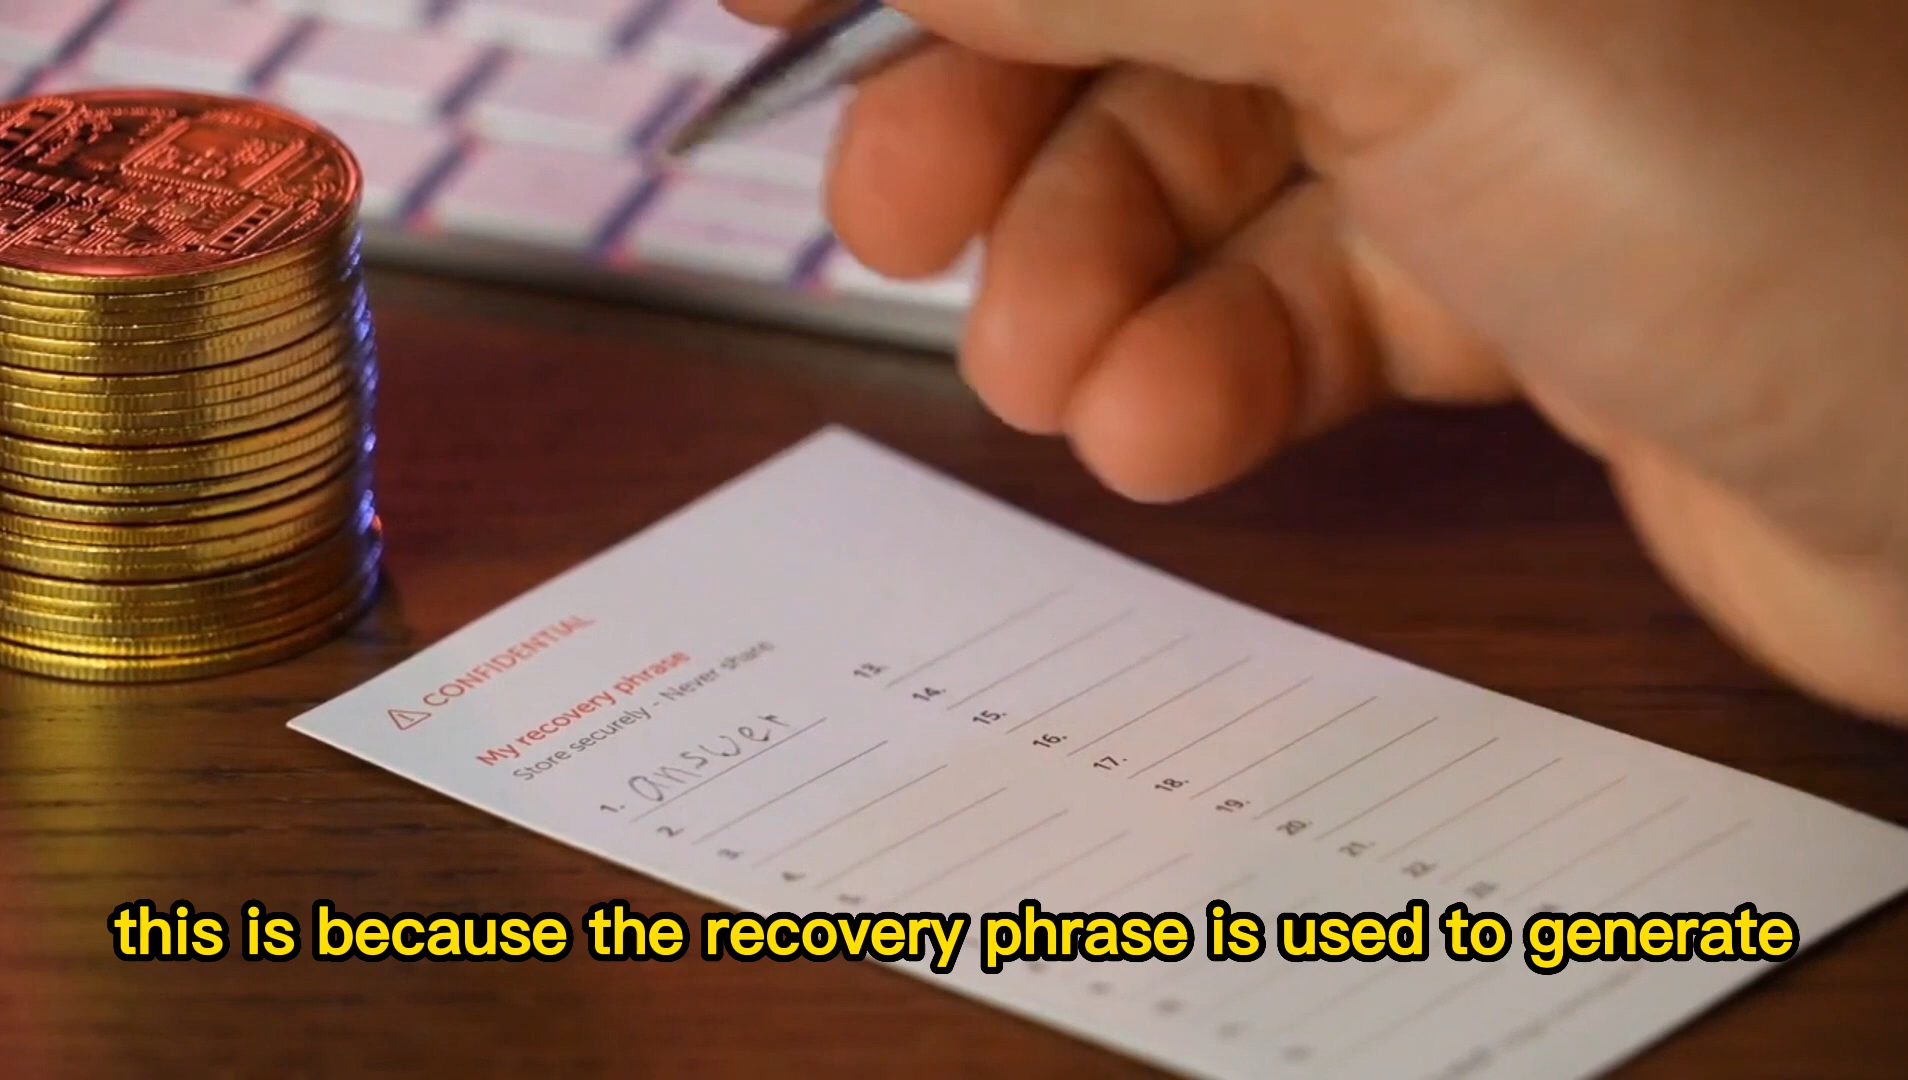 CONFIDENTIAL
My recovery phrase
Store securely - Never share
1. answer
2.
3.
4.
13.
14.
15.
16.
17.
18.
19.
20.
21.
22.
23.
this is because the recovery phrase is used to generate